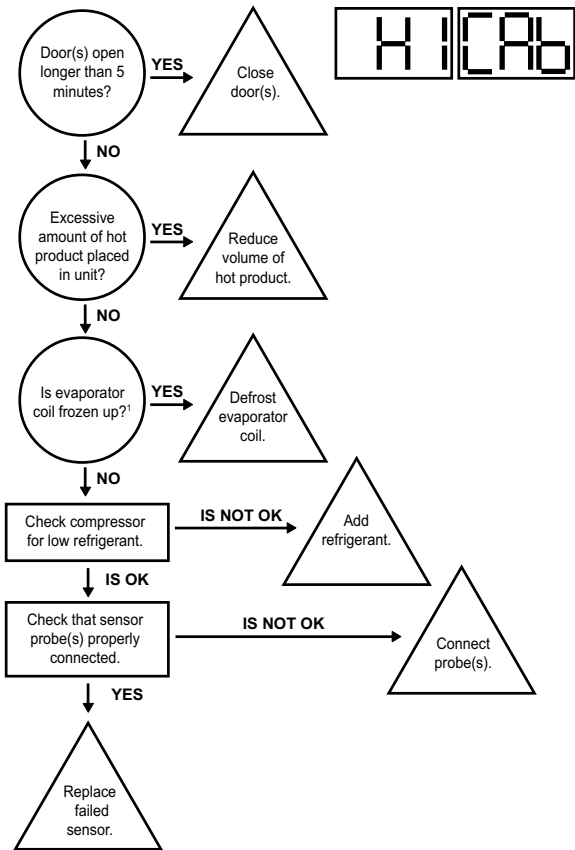 Door(s) open
longer than 5
minutes?
YES
Close
door(s).
HI CAb
NO
Excessive
amount of hot
product placed
in unit?
YES
Reduce
volume of
hot product.
NO
Is evaporator
coil frozen up?¹
YES
Defrost
evaporator
coil.
NO
Check compressor
for low refrigerant.
IS NOT OK
Add
refrigerant.
IS OK
Check that sensor
probe(s) properly
connected.
IS NOT OK
Connect
probe(s).
YES
Replace
failed
sensor.